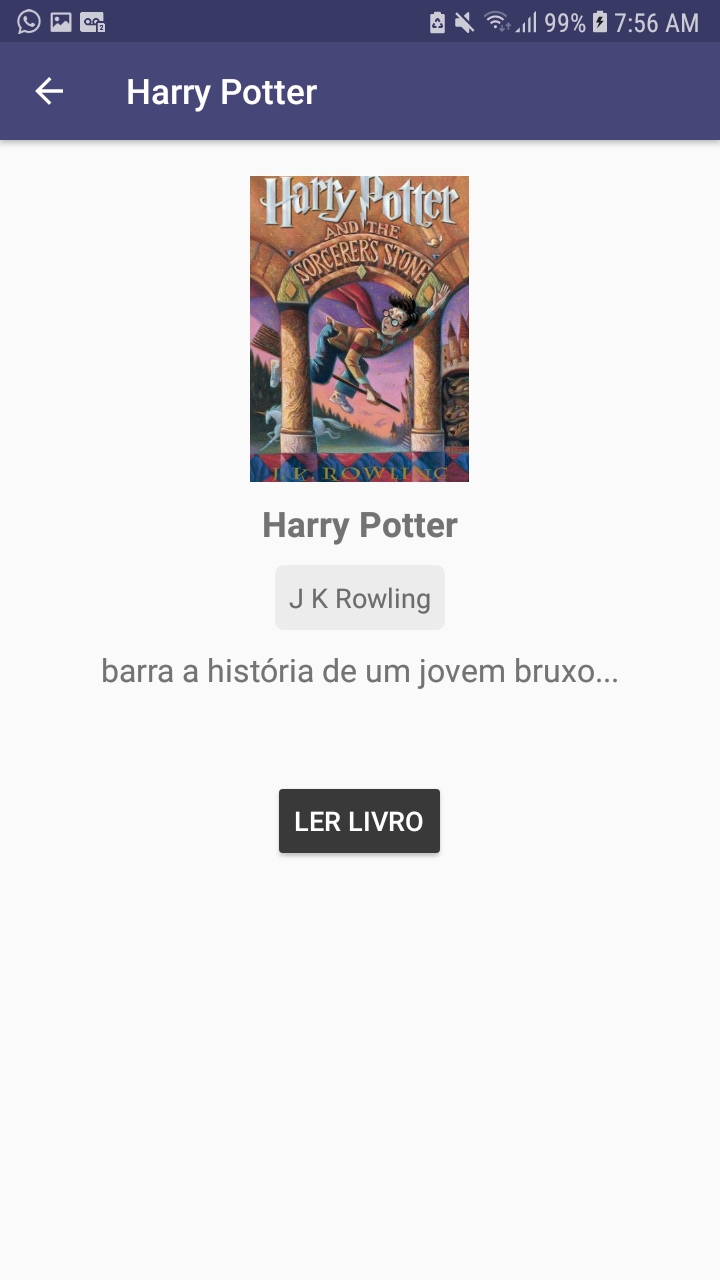 99% 7:56 AM
Harry Potter
Harry Potter
AND THE
SORCERER'S STONE
J. K. ROWLING
Harry Potter
J K Rowling
barra a história de um jovem bruxo...
LER LIVRO